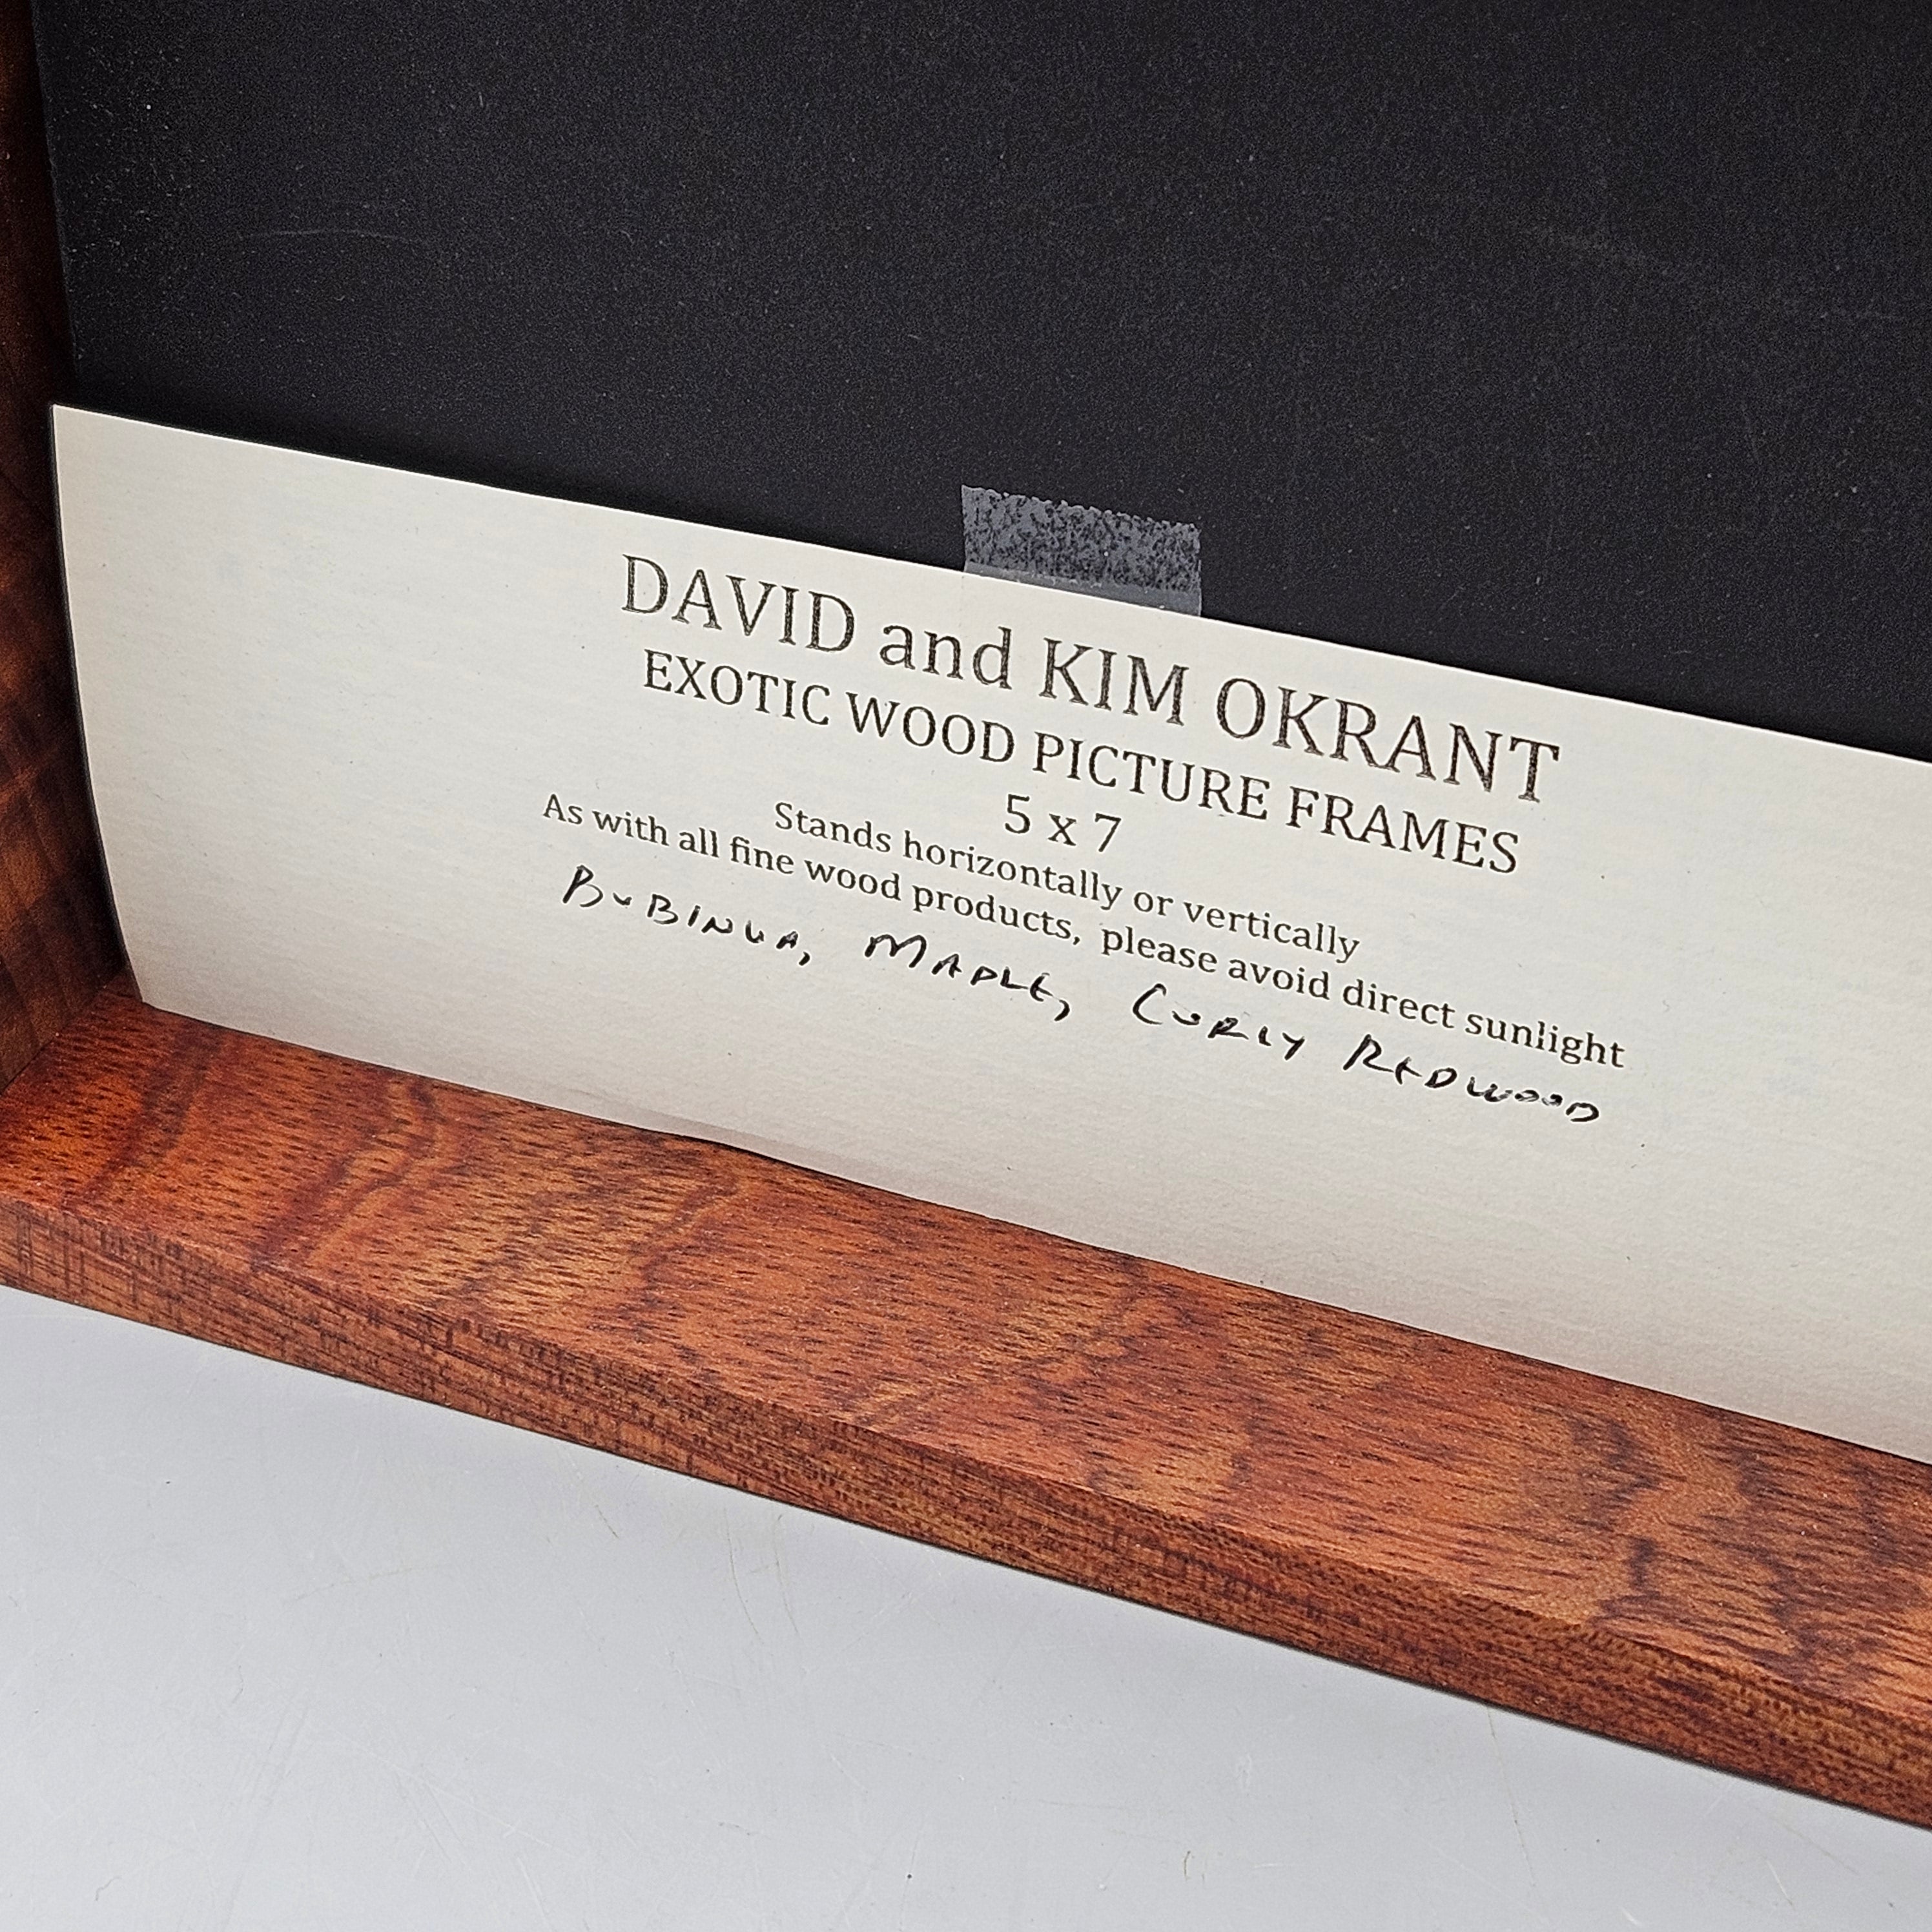 DAVID and KIM OKRANT
EXOTIC WOOD PICTURE FRAMES
5 x 7
Stands horizontally or vertically
As with all fine wood products, please avoid direct sunlight
BUBINGA, MAPLE, CURLY REDWOOD